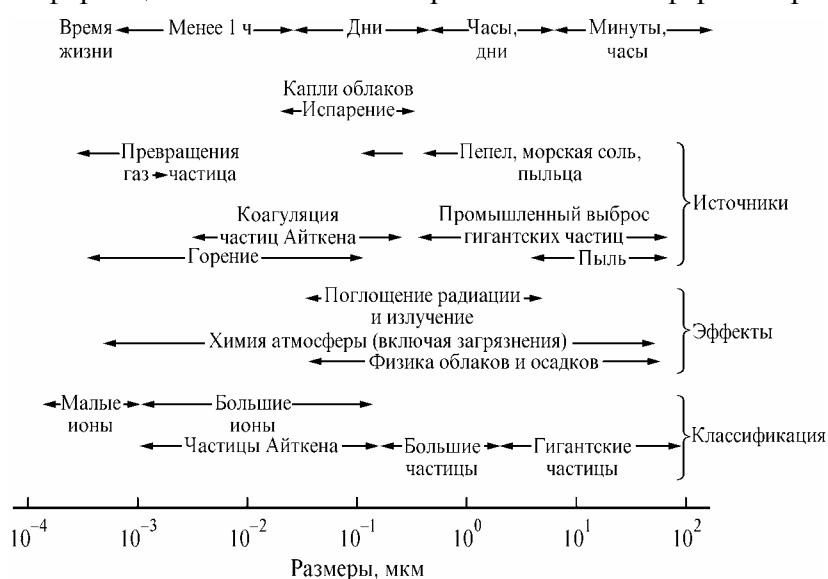 Время Менее 1 ч Дни Часы, Минуты,
жизни дни часы
Капли облаков
Испарение
Превращения Пепел, морская соль,
газ частица пыльца
Источники
Коагуляция Промышленный выброс
частиц Айткена гигантских частиц
Горение Пыль
Поглощение радиации
и излучение
Эффекты
Химия атмосферы (включая загрязнения)
Физика облаков и осадков
Малые Большие
ионы ионы
Классификация
Частицы Айткена Большие Гигантские
частицы частицы
10⁻⁴ 10⁻³ 10⁻² 10⁻¹ 10⁰ 10¹ 10²
Размеры, мкм